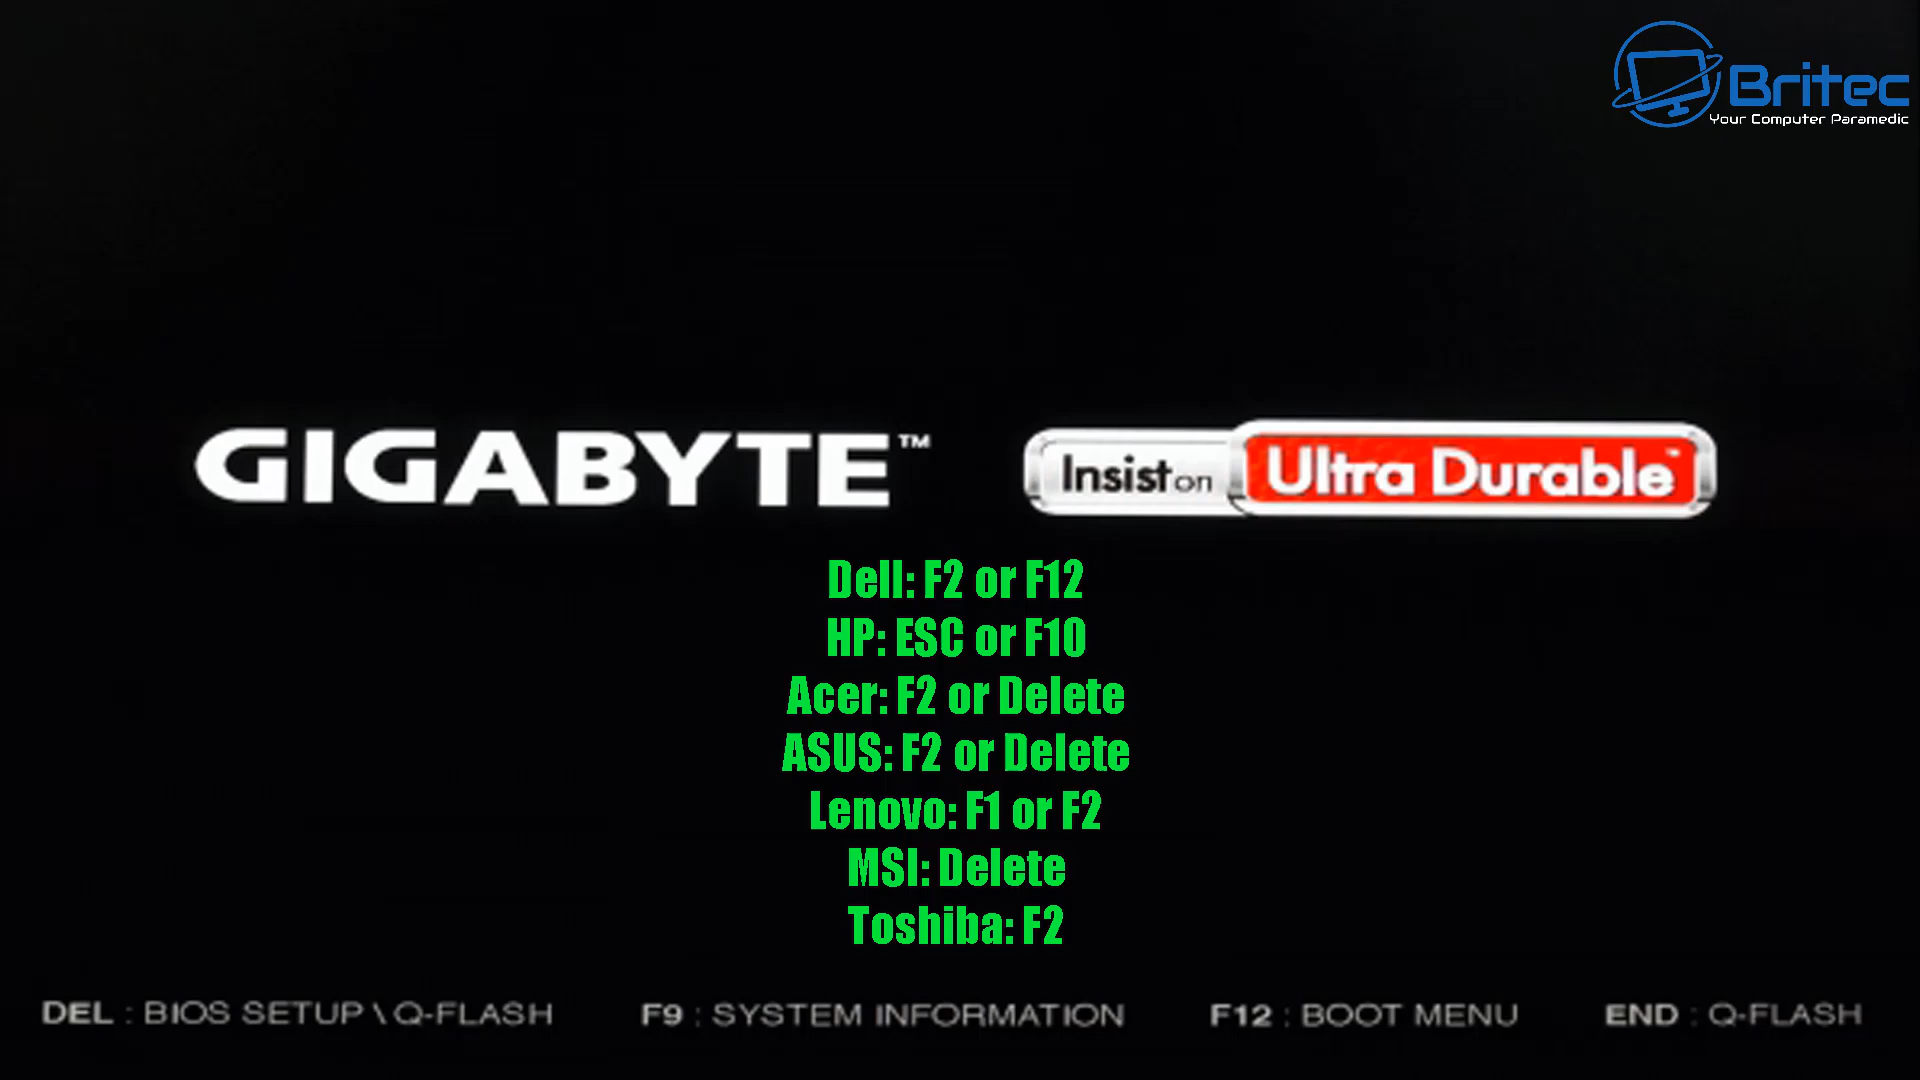 Britec
Your Computer Paramedic
GIGABYTE™
Insist on Ultra Durable™
Dell: F2 or F12
HP: ESC or F10
Acer: F2 or Delete
ASUS: F2 or Delete
Lenovo: F1 or F2
MSI: Delete
Toshiba: F2
DEL : BIOS SETUP \ Q-FLASH F9 : SYSTEM INFORMATION F12 : BOOT MENU END : Q-FLASH